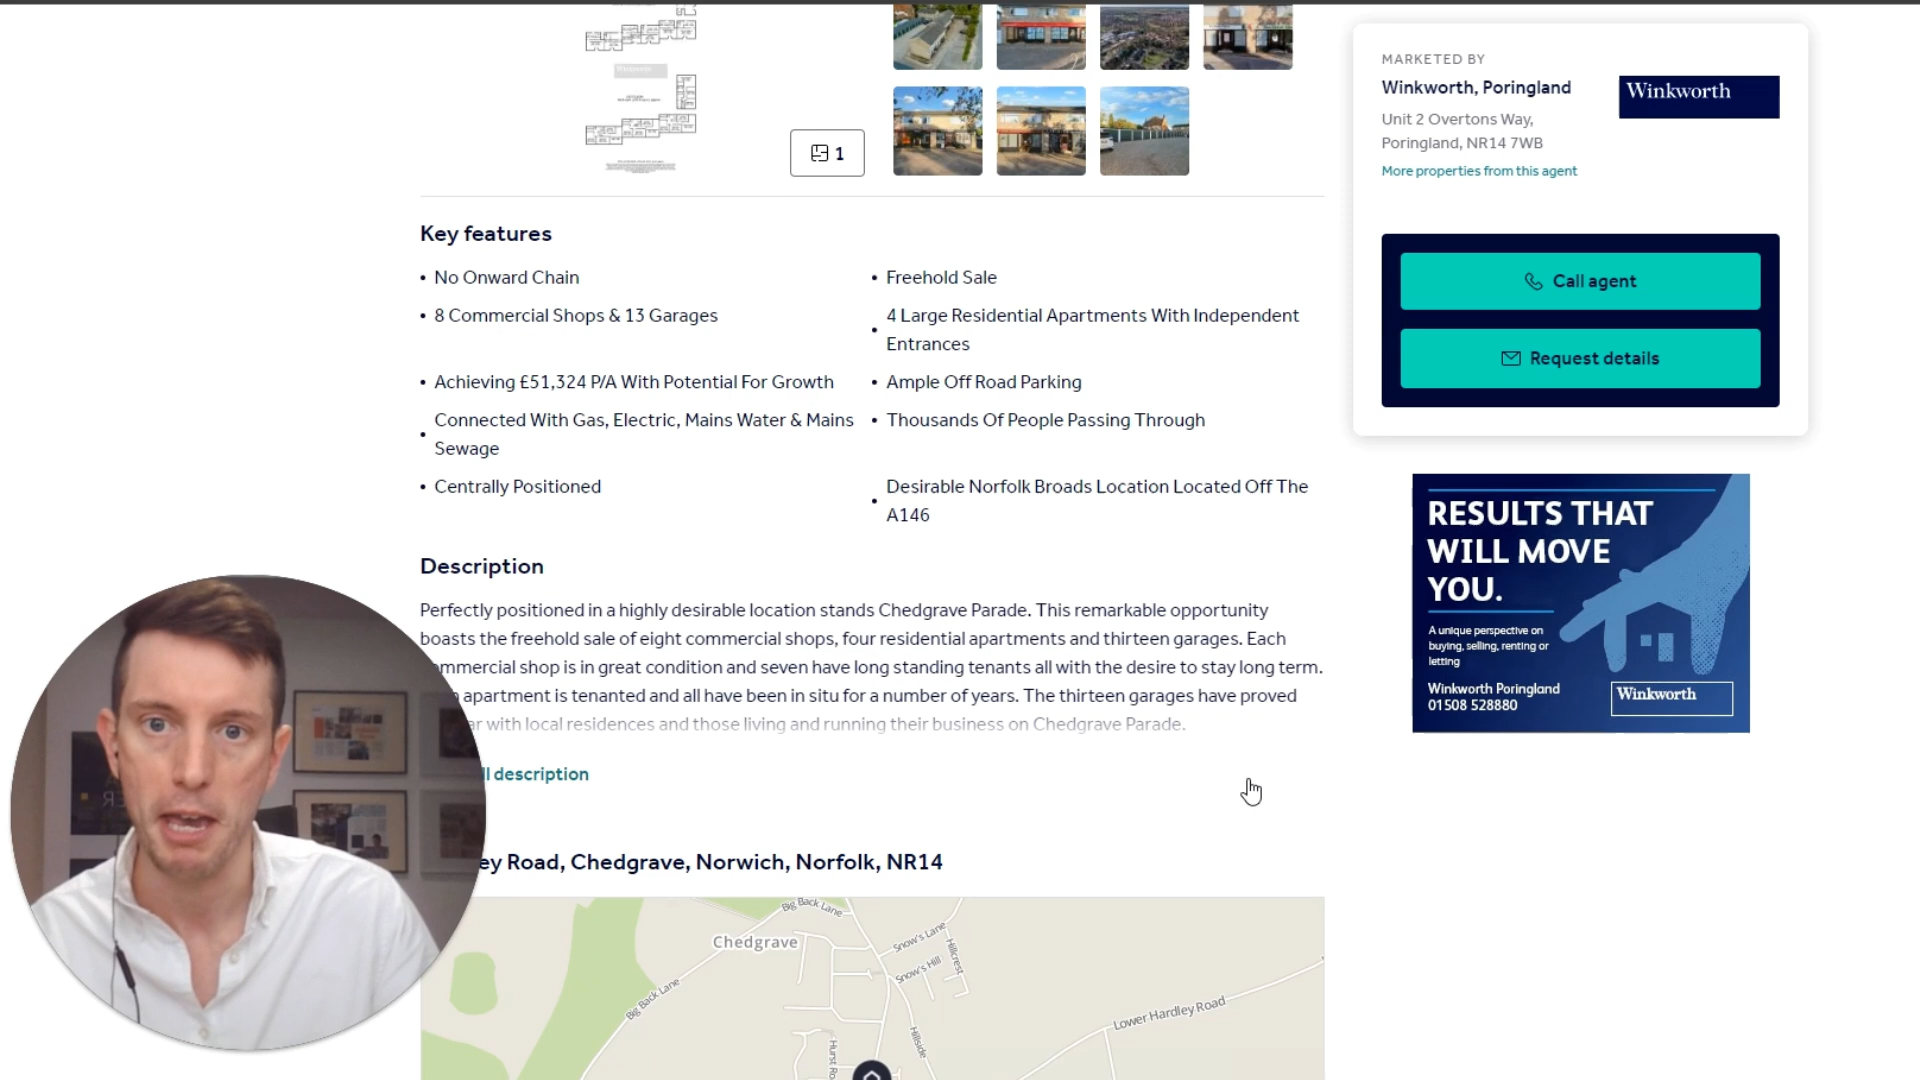 MARKETED BY
Winkworth, Poringland
Winkworth
Unit 2 Overtons Way,
Poringland, NR14 7WB
More properties from this agent
1
Call agent
Request details
Key features
• No Onward Chain
• Freehold Sale
• 8 Commercial Shops & 13 Garages
• 4 Large Residential Apartments With Independent
Entrances
• Achieving £51,324 P/A With Potential For Growth
• Ample Off Road Parking
• Connected With Gas, Electric, Mains Water & Mains
Sewage
• Thousands Of People Passing Through
• Centrally Positioned
• Desirable Norfolk Broads Location Located Off The
A146
RESULTS THAT
WILL MOVE
YOU.
A unique perspective on
buying, selling, renting or
letting
Winkworth Poringland
01508 528880
Winkworth
Description
Perfectly positioned in a highly desirable location stands Chedgrave Parade. This remarkable opportunity
boasts the freehold sale of eight commercial shops, four residential apartments and thirteen garages. Each
ommercial shop is in great condition and seven have long standing tenants all with the desire to stay long term.
apartment is tenanted and all have been in situ for a number of years. The thirteen garages have proved
ar with local residences and those living and running their business on Chedgrave Parade.
ll description
ey Road, Chedgrave, Norwich, Norfolk, NR14
Big Back Lane
Chedgrave
Snow's Lane
Hillcrest
Snow's Hill
Big Back Lane
Lower Hardley Road
Hillside
Hurst Ro